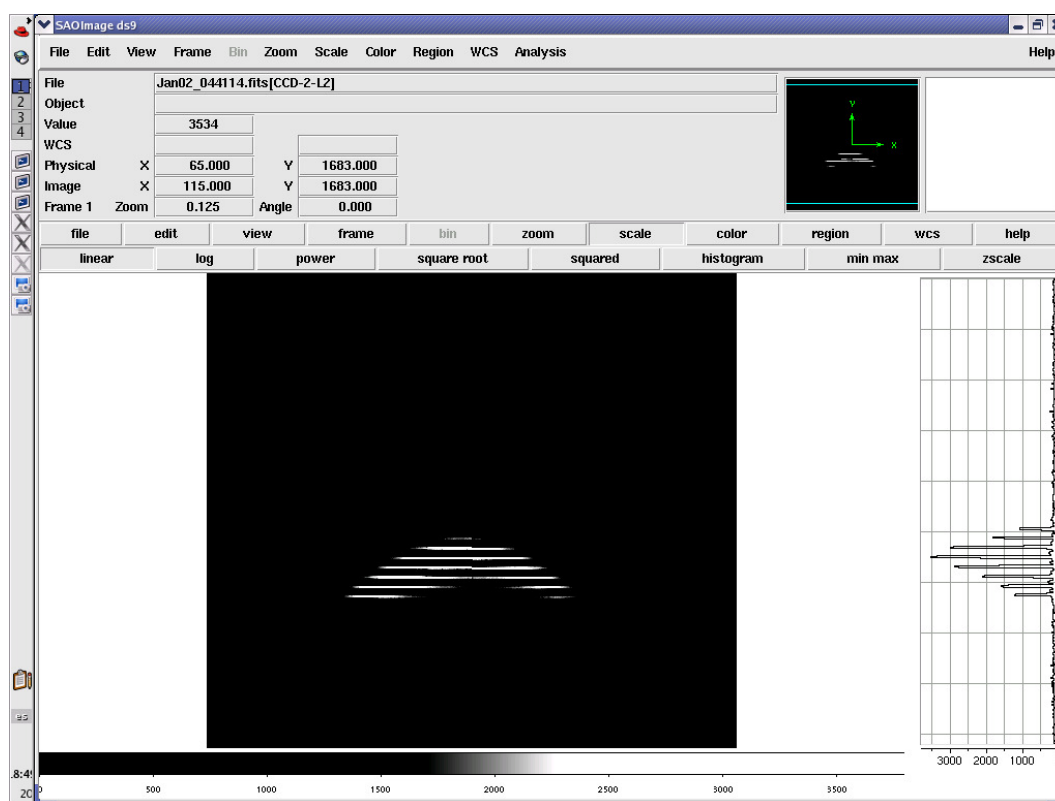 SAOImage ds9
File Edit View Frame Bin Zoom Scale Color Region WCS Analysis Help
File Jan02_044114.fits[CCD-2-L2]
Object
Value 3534
WCS
Physical X 65.000 Y 1683.000
Image X 115.000 Y 1683.000
Frame 1 Zoom 0.125 Angle 0.000
Y
X
1
2
3
4
file edit view frame bin zoom scale color region wcs help
linear log power square root squared histogram min max zscale
es
3000 2000 1000
500 1000 1500 2000 2500 3000 3500
20